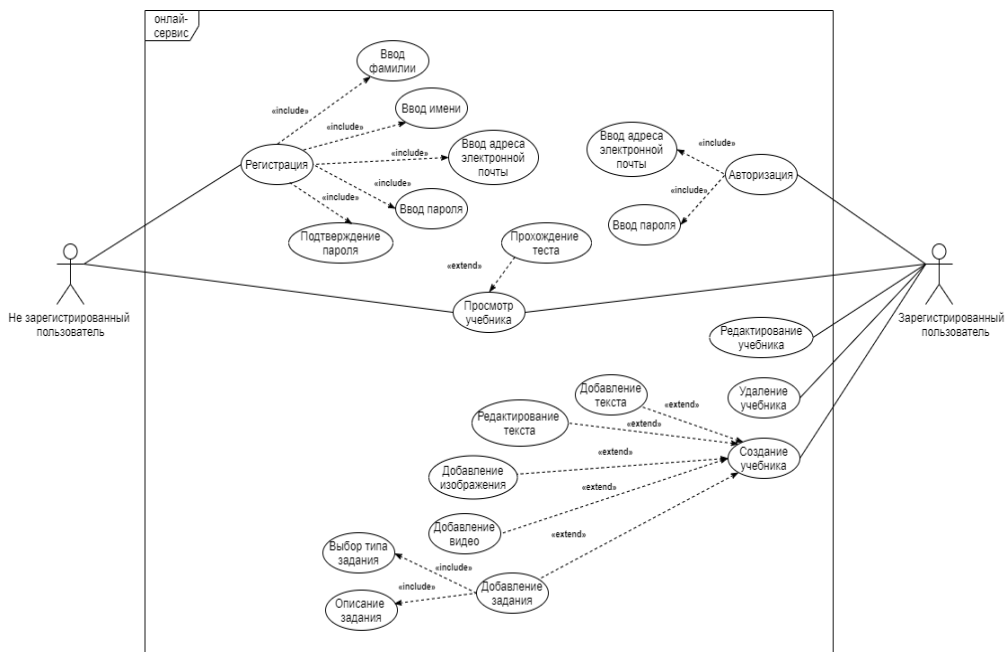 онлай-
сервис
Ввод
фамилии
«include»
Ввод имени
«include»
Ввод адреса
электронной
почты
«include»
Регистрация
«include»
Ввод пароля
«include»
Подтверждение
пароля
Ввод адреса
электронной
почты
«include»
Авторизация
«include»
Ввод пароля
Прохождение
теста
«extend»
Просмотр
учебника
Не зарегистрированный
пользователь
Зарегистрированный
пользователь
Редактирование
учебника
Удаление
учебника
Добавление
текста
«extend»
Редактирование
текста
«extend»
Создание
учебника
Добавление
изображения
«extend»
«extend»
Добавление
видео
«extend»
Выбор типа
задания
«include»
Добавление
задания
«include»
Описание
задания